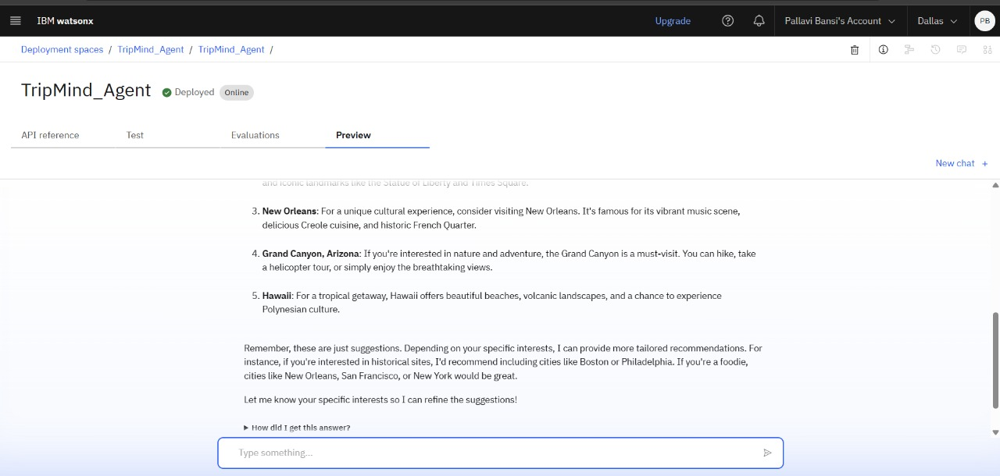 IBM watsonx
Upgrade
Pallavi Bansi's Account
Dallas
PB
Deployment spaces / TripMind_Agent / TripMind_Agent /
TripMind_Agent
Deployed
Online
API reference
Test
Evaluations
Preview
New chat +
and iconic landmarks like the Statue of Liberty and Times Square.
3. New Orleans: For a unique cultural experience, consider visiting New Orleans. It's famous for its vibrant music scene,
delicious Creole cuisine, and historic French Quarter.
4. Grand Canyon, Arizona: If you're interested in nature and adventure, the Grand Canyon is a must-visit. You can hike, take
a helicopter tour, or simply enjoy the breathtaking views.
5. Hawaii: For a tropical getaway, Hawaii offers beautiful beaches, volcanic landscapes, and a chance to experience
Polynesian culture.
Remember, these are just suggestions. Depending on your specific interests, I can provide more tailored recommendations. For
instance, if you're interested in historical sites, I'd recommend including cities like Boston or Philadelphia. If you're a foodie,
cities like New Orleans, San Francisco, or New York would be great.
Let me know your specific interests so I can refine the suggestions!
How did I get this answer?
Type something...